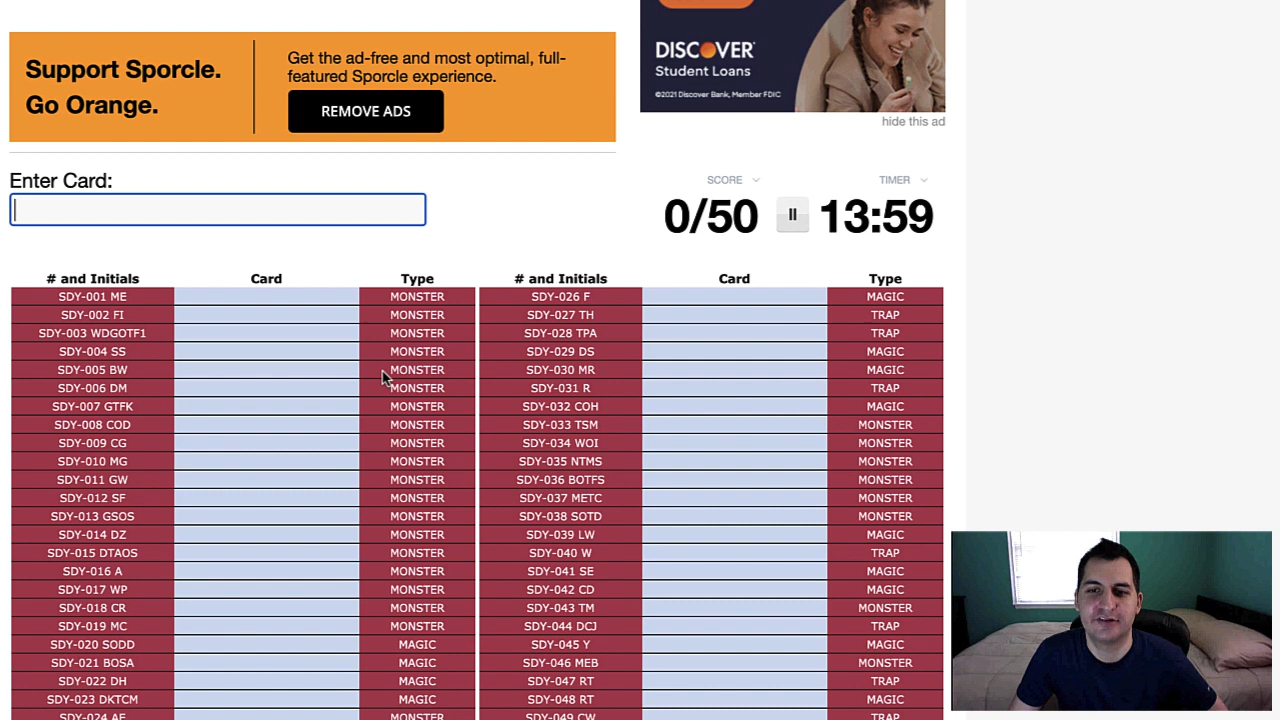 Support Sporcle.
Go Orange.
Get the ad-free and most optimal, full-
featured Sporcle experience.
REMOVE ADS
DISCOVER
Student Loans
©2021 Discover Bank, Member FDIC
hide this ad
Enter Card:
SCORE
TIMER
0/50
13:59
# and Initials Card Type # and Initials Card Type
SDY-001 ME MONSTER SDY-026 F MAGIC
SDY-002 FI MONSTER SDY-027 TH TRAP
SDY-003 WDGOTF1 MONSTER SDY-028 TPA TRAP
SDY-004 SS MONSTER SDY-029 DS MAGIC
SDY-005 BW MONSTER SDY-030 MR MAGIC
SDY-006 DM MONSTER SDY-031 R TRAP
SDY-007 GTFK MONSTER SDY-032 COH MAGIC
SDY-008 COD MONSTER SDY-033 TSM MONSTER
SDY-009 CG MONSTER SDY-034 WOI MONSTER
SDY-010 MG MONSTER SDY-035 NTMS MONSTER
SDY-011 GW MONSTER SDY-036 BOTFS MONSTER
SDY-012 SF MONSTER SDY-037 METC MONSTER
SDY-013 GSOS MONSTER SDY-038 SOTD MONSTER
SDY-014 DZ MONSTER SDY-039 LW MAGIC
SDY-015 DTAOS MONSTER SDY-040 W TRAP
SDY-016 A MONSTER SDY-041 SE MAGIC
SDY-017 WP MONSTER SDY-042 CD MAGIC
SDY-018 CR MONSTER SDY-043 TM MONSTER
SDY-019 MC MONSTER SDY-044 DCJ TRAP
SDY-020 SODD MAGIC SDY-045 Y MAGIC
SDY-021 BOSA MAGIC SDY-046 MEB MONSTER
SDY-022 DH MAGIC SDY-047 RT TRAP
SDY-023 DKTCM MAGIC SDY-048 RT MAGIC
SDY-024 AF MONSTER SDY-049 CW TRAP